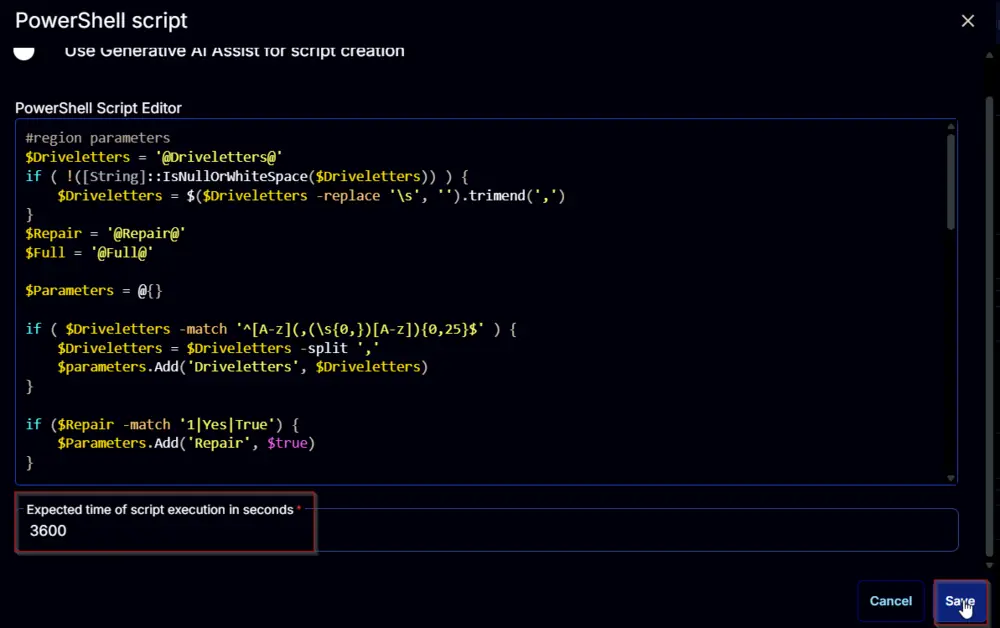 PowerShell script
Use Generative AI Assist for script creation
PowerShell Script Editor
#region parameters
$Driveletters = '@Driveletters@'
if ( !([String]::IsNullOrWhiteSpace($Driveletters)) ) {
    $Driveletters = $($Driveletters -replace '\s', '').trimend(',')
}
$Repair = '@Repair@'
$Full = '@Full@'
$Parameters = @{}
if ( $Driveletters -match '^[A-z](,(\s{0,})[A-z]){0,25}$' ) {
    $Driveletters = $Driveletters -split ','
    $parameters.Add('Driveletters', $Driveletters)
}
if ($Repair -match '1|Yes|True') {
    $Parameters.Add('Repair', $true)
}
Expected time of script execution in seconds *
3600
Cancel
Save